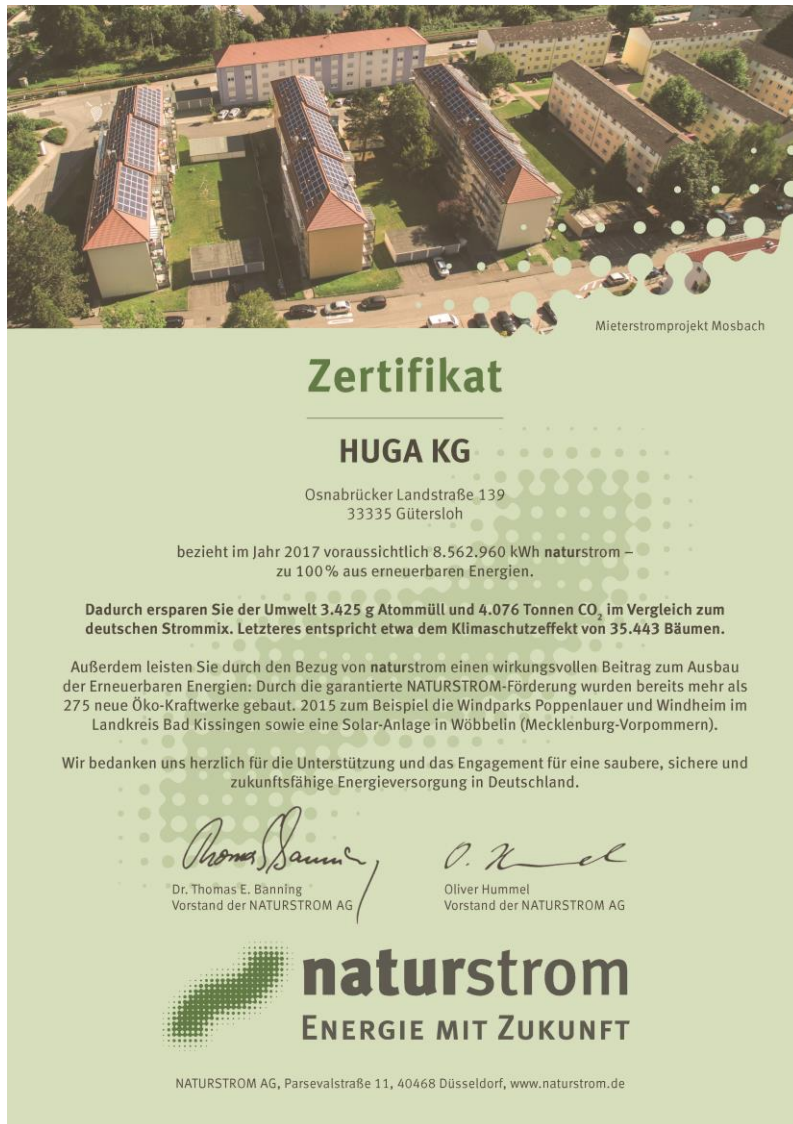 Mieterstromprojekt Mosbach
Zertifikat
HUGA KG
Osnabrücker Landstraße 139
33335 Gütersloh
bezieht im Jahr 2017 voraussichtlich 8.562.960 kWh naturstrom –
zu 100 % aus erneuerbaren Energien.
Dadurch ersparen Sie der Umwelt 3.425 g Atommüll und 4.076 Tonnen CO₂ im Vergleich zum
deutschen Strommix. Letzteres entspricht etwa dem Klimaschutzeffekt von 35.443 Bäumen.
Außerdem leisten Sie durch den Bezug von naturstrom einen wirkungsvollen Beitrag zum Ausbau
der Erneuerbaren Energien: Durch die garantierte NATURSTROM-Förderung wurden bereits mehr als
275 neue Öko-Kraftwerke gebaut. 2015 zum Beispiel die Windparks Poppenlauer und Windheim im
Landkreis Bad Kissingen sowie eine Solar-Anlage in Wöbbelin (Mecklenburg-Vorpommern).
Wir bedanken uns herzlich für die Unterstützung und das Engagement für eine saubere, sichere und
zukunftsfähige Energieversorgung in Deutschland.
Thomas Banning
O. Hummel
Dr. Thomas E. Banning
Vorstand der NATURSTROM AG
Oliver Hummel
Vorstand der NATURSTROM AG
naturstrom
ENERGIE MIT ZUKUNFT
NATURSTROM AG, Parsevalstraße 11, 40468 Düsseldorf, www.naturstrom.de